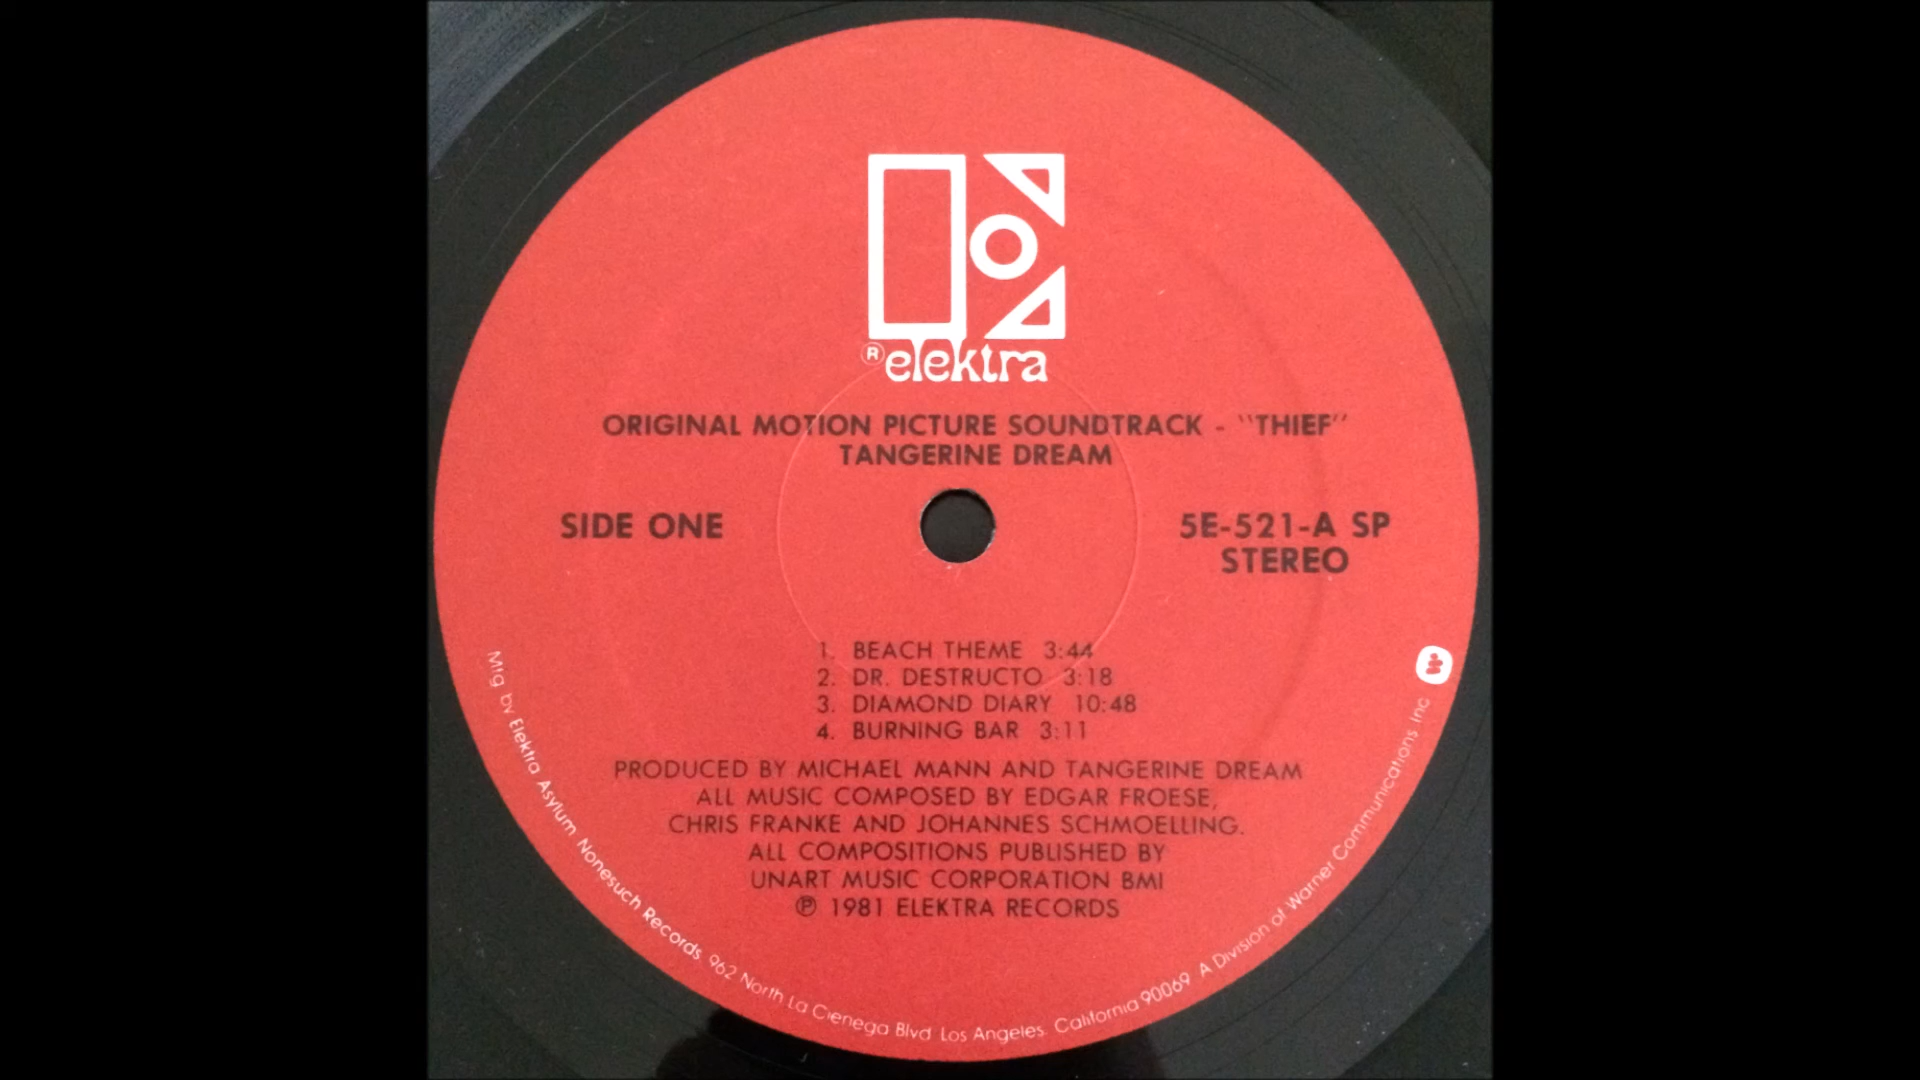 ® elektra
ORIGINAL MOTION PICTURE SOUNDTRACK - "THIEF"
TANGERINE DREAM
SIDE ONE
5E-521-A SP
STEREO
1. BEACH THEME 3:44
2. DR. DESTRUCTO 3:18
3. DIAMOND DIARY 10:48
4. BURNING BAR 3:11
PRODUCED BY MICHAEL MANN AND TANGERINE DREAM
ALL MUSIC COMPOSED BY EDGAR FROESE,
CHRIS FRANKE AND JOHANNES SCHMOELLING.
ALL COMPOSITIONS PUBLISHED BY
UNART MUSIC CORPORATION BMI
℗ 1981 ELEKTRA RECORDS
Mfg by Elektra Asylum Nonesuch Records 962 North La Cienega Blvd Los Angeles. California 90069 A Division of Warner Communications Inc